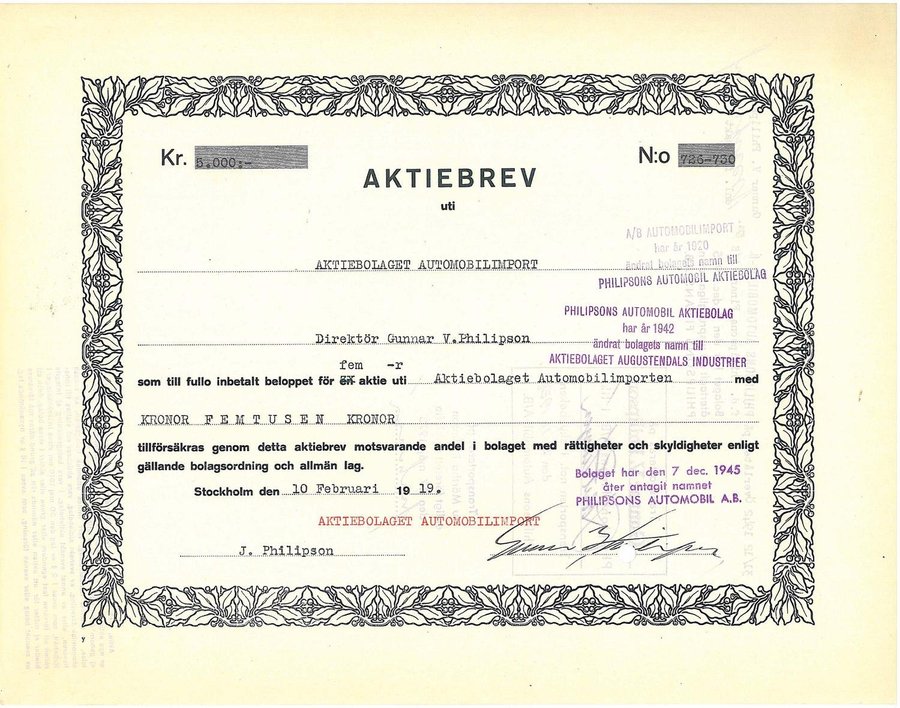 Kr. 5.000:-
N:o 726-730
AKTIEBREV
uti
A/B AUTOMOBILIMPORT
har år 1920
ändrat bolagets namn till
PHILIPSONS AUTOMOBIL AKTIEBOLAG
AKTIEBOLAGET AUTOMOBILIMPORT
PHILIPSONS AUTOMOBIL AKTIEBOLAG
har år 1942
ändrat bolagets namn till
AKTIEBOLAGET AUGUSTENDALS INDUSTRIER
Direktör Gunnar V.Philipson
fem -r
som till fullo inbetalt beloppet för aktie uti Aktiebolaget Automobilimporten med
KRONOR FEMTUSEN KRONOR
tillförsäkras genom detta aktiebrev motsvarande andel i bolaget med rättigheter och skyldigheter enligt
gällande bolagsordning och allmän lag.
Stockholm den 10 Februari 1919.
Bolaget har den 7 dec. 1945
åter antagit namnet
PHILIPSONS AUTOMOBIL A.B.
AKTIEBOLAGET AUTOMOBILIMPORT
J. Philipson